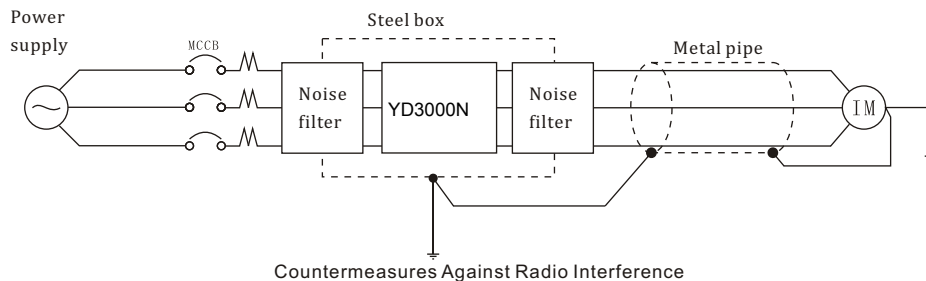 Power
supply
MCCB
Steel box
Metal pipe
Noise
filter
YD3000N
Noise
filter
IM
Countermeasures Against Radio Interference